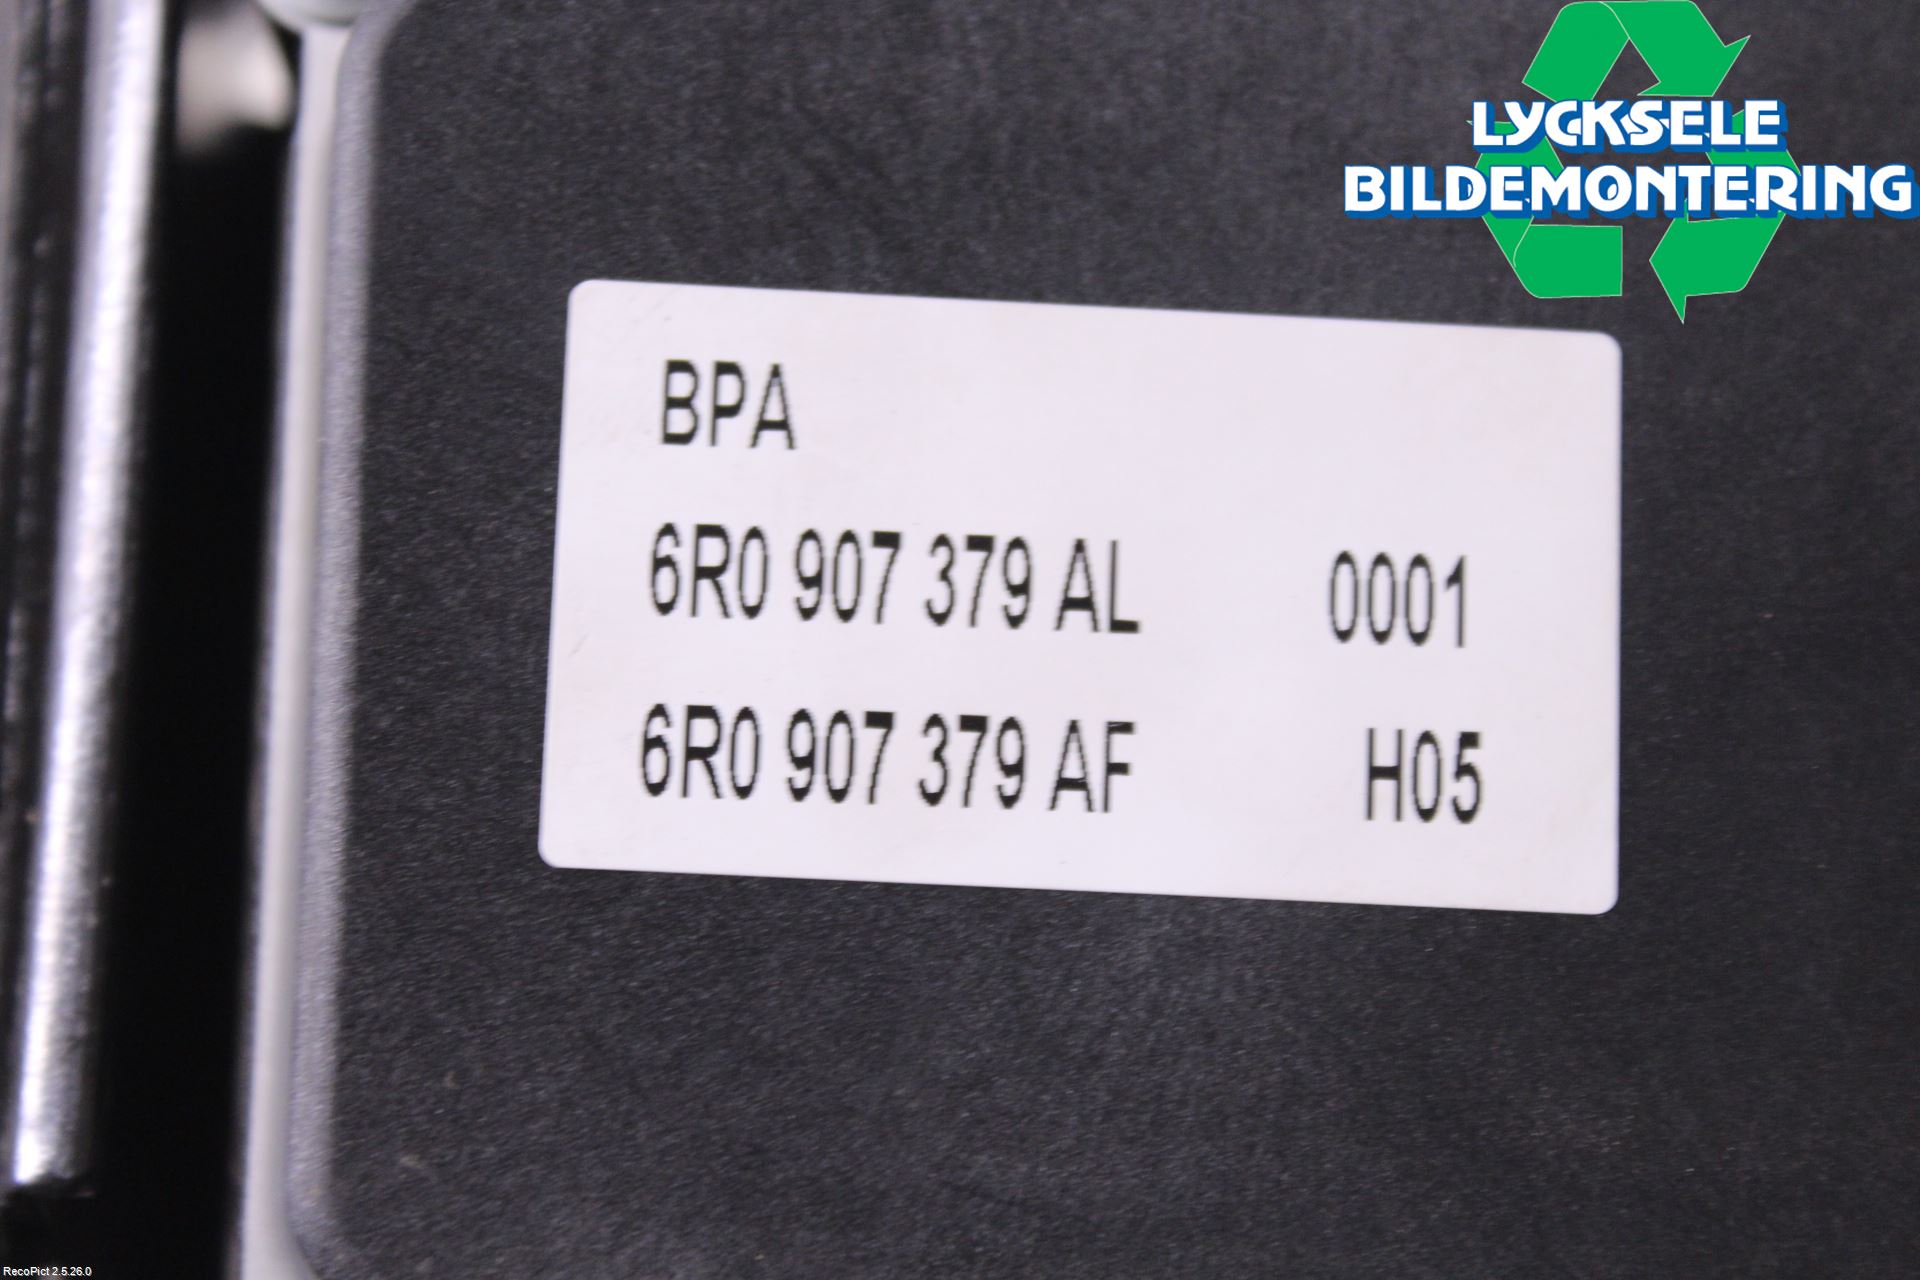 LYCKSELE
BILDEMONTERING
BPA
6R0 907 379 AL 0001
6R0 907 379 AF H05
RecoPict 2.5.26.0